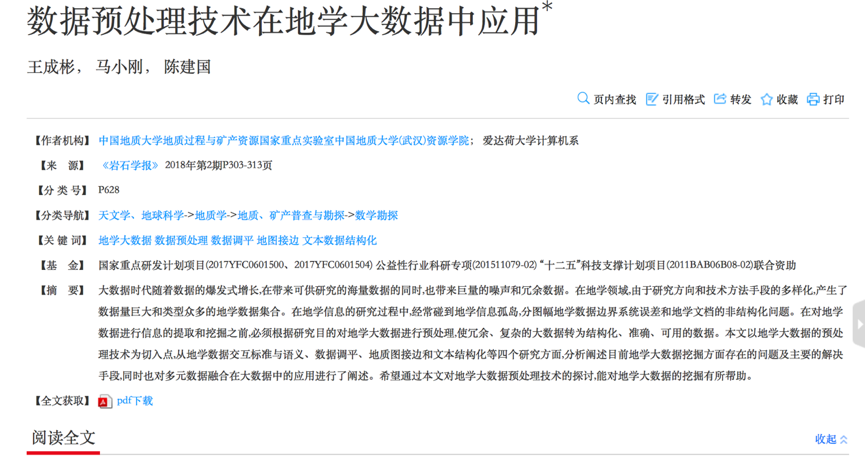 数据预处理技术在地学大数据中应用*
王成彬， 马小刚， 陈建国
页内查找 引用格式 转发 收藏 打印
【作者机构】 中国地质大学地质过程与矿产资源国家重点实验室中国地质大学(武汉)资源学院； 爱达荷大学计算机系
【来 源】 《岩石学报》 2018年第2期P303-313页
【分 类 号】 P628
【分类导航】 天文学、地球科学->地质学->地质、矿产普查与勘探->数学勘探
【关 键 词】 地学大数据 数据预处理 数据调平 地图接边 文本数据结构化
【基 金】 国家重点研发计划项目(2017YFC0601500、2017YFC0601504) 公益性行业科研专项(201511079-02) “十二五”科技支撑计划项目(2011BAB06B08-02)联合资助
【摘 要】 大数据时代随着数据的爆发式增长,在带来可供研究的海量数据的同时,也带来巨量的噪声和冗余数据。在地学领域,由于研究方向和技术方法手段的多样化,产生了
数据量巨大和类型众多的地学数据集合。在地学信息的研究过程中,经常碰到地学信息孤岛,分图幅地学数据边界系统误差和地学文档的非结构化问题。在对地学
数据进行信息的提取和挖掘之前,必须根据研究目的对地学大数据进行预处理,使冗余、复杂的大数据转为结构化、准确、可用的数据。本文以地学大数据的预处
理技术为切入点,从地学数据交互标准与语义、数据调平、地质图接边和文本结构化等四个研究方面,分析阐述目前地学大数据挖掘方面存在的问题及主要的解决
手段,同时也对多元数据融合在大数据中的应用进行了阐述。希望通过本文对地学大数据预处理技术的探讨,能对地学大数据的挖掘有所帮助。
【全文获取】 pdf下载
阅读全文 收起